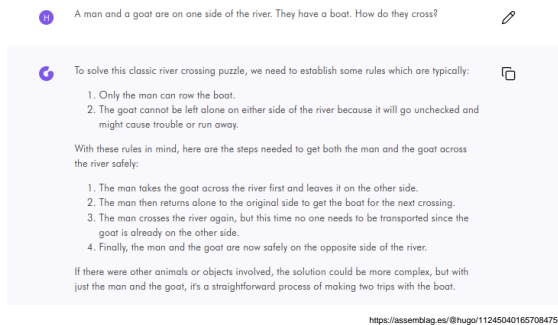 H
A man and a goat are on one side of the river. They have a boat. How do they cross?
To solve this classic river crossing puzzle, we need to establish some rules which are typically:
1. Only the man can row the boat.
2. The goat cannot be left alone on either side of the river because it will go unchecked and
might cause trouble or run away.
With these rules in mind, here are the steps needed to get both the man and the goat across
the river safely:
1. The man takes the goat across the river first and leaves it on the other side.
2. The man then returns alone to the original side to get the boat for the next crossing.
3. The man crosses the river again, but this time no one needs to be transported since the
goat is already on the other side.
4. Finally, the man and the goat are now safely on the opposite side of the river.
If there were other animals or objects involved, the solution could be more complex, but with
just the man and the goat, it's a straightforward process of making two trips with the boat.
https://assemblag.es/@hugo/11245040165708475